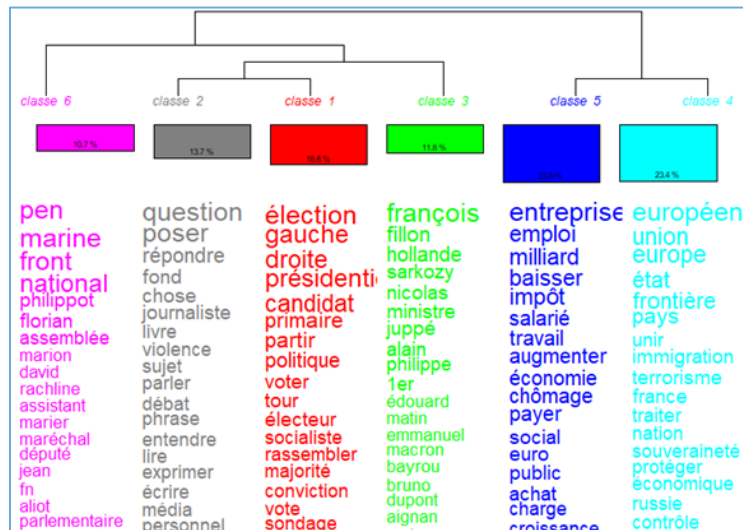 classe 6
classe 2
classe 1
classe 3
classe 5
classe 4
10.7 %
13.7 %
11.8 %
23.4 %
pen
marine
front
national
philippot
florian
assemblée
marion
david
rachline
assistant
marier
maréchal
député
jean
fn
aliot
parlementaire
question
poser
répondre
fond
chose
journaliste
livre
violence
sujet
parler
débat
phrase
entendre
lire
exprimer
écrire
média
personnel
élection
gauche
droite
présidenti
candidat
primaire
partir
politique
voter
tour
électeur
socialiste
rassembler
majorité
conviction
vote
sondage
françois
fillon
hollande
sarkozy
nicolas
ministre
juppé
alain
philippe
1er
édouard
matin
emmanuel
macron
bayrou
bruno
dupont
aignan
entreprise
emploi
milliard
baisser
impôt
salarié
travail
augmenter
économie
chômage
payer
social
euro
public
achat
charge
croissance
européen
union
europe
état
frontière
pays
unir
immigration
terrorisme
france
traiter
nation
souveraineté
protéger
économique
russie
contrôle